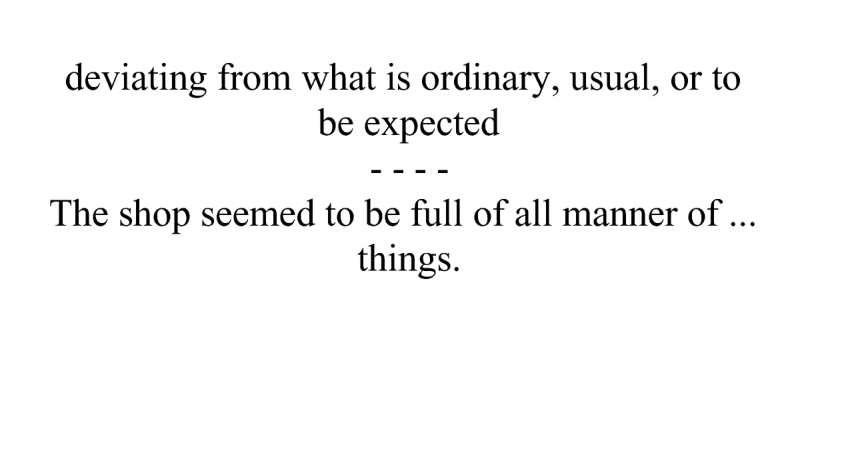 deviating from what is ordinary, usual, or to
be expected
- - - -
The shop seemed to be full of all manner of ...
things.